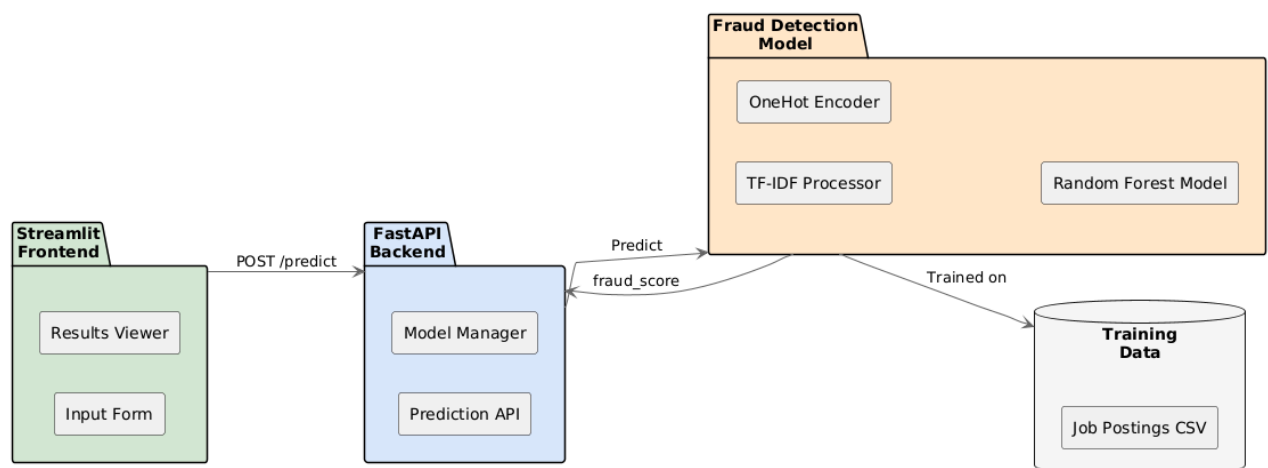 Fraud Detection
Model
OneHot Encoder
TF-IDF Processor
Random Forest Model
Streamlit
Frontend
POST /predict
Results Viewer
Input Form
FastAPI
Backend
Model Manager
Prediction API
Predict
fraud_score
Trained on
Training
Data
Job Postings CSV